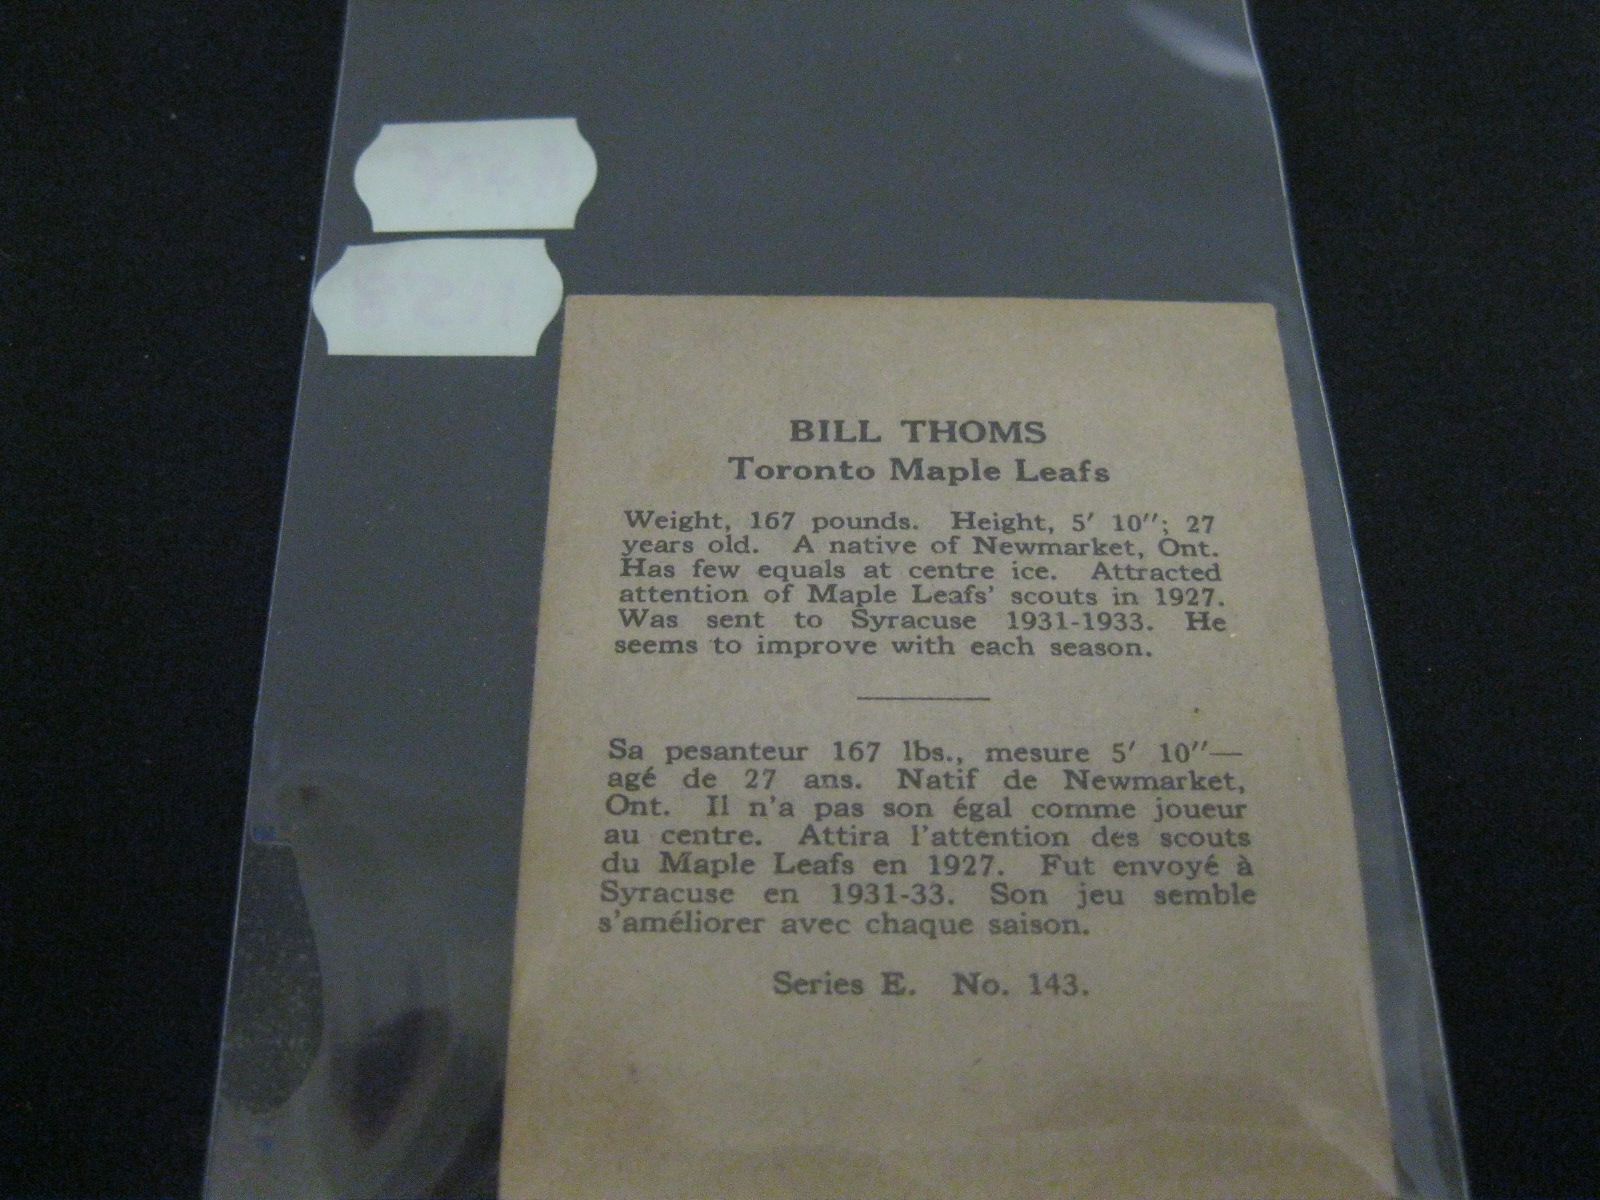 BILL THOMS
Toronto Maple Leafs
Weight, 167 pounds. Height, 5' 10"; 27
years old. A native of Newmarket, Ont.
Has few equals at centre ice. Attracted
attention of Maple Leafs' scouts in 1927.
Was sent to Syracuse 1931-1933. He
seems to improve with each season.
Sa pesanteur 167 lbs., mesure 5' 10"—
agé de 27 ans. Natif de Newmarket,
Ont. Il n'a pas son égal comme joueur
au centre. Attira l'attention des scouts
du Maple Leafs en 1927. Fut envoyé à
Syracuse en 1931-33. Son jeu semble
s'améliorer avec chaque saison.
Series E. No. 143.